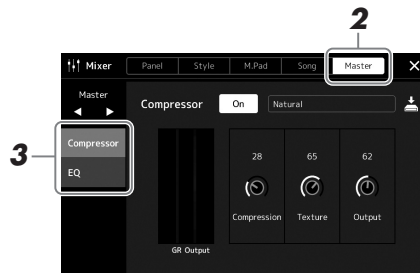 2
Mixer Panel Style M.Pad Song Master
Master
Compressor On Natural
3
Compressor
EQ
28 65 62
Compression Texture Output
GR Output